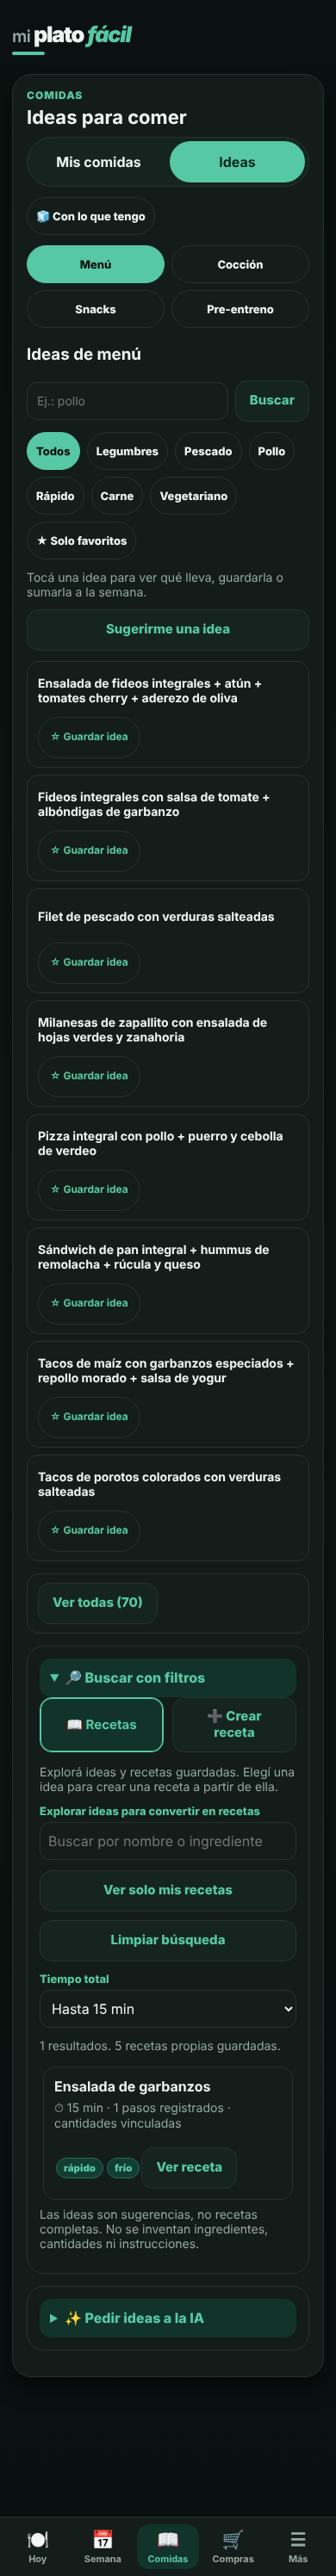 mi plato fácil
COMIDAS
Ideas para comer
Mis comidas
Ideas
🧊 Con lo que tengo
Menú
Cocción
Snacks
Pre-entreno
Ideas de menú
Ej.: pollo
Buscar
Todos
Legumbres
Pescado
Pollo
Rápido
Carne
Vegetariano
★ Solo favoritos
Tocá una idea para ver qué lleva, guardarla o
sumarla a la semana.
Sugerirme una idea
Ensalada de fideos integrales + atún +
tomates cherry + aderezo de oliva
☆ Guardar idea
Fideos integrales con salsa de tomate +
albóndigas de garbanzo
☆ Guardar idea
Filet de pescado con verduras salteadas
☆ Guardar idea
Milanesas de zapallito con ensalada de
hojas verdes y zanahoria
☆ Guardar idea
Pizza integral con pollo + puerro y cebolla
de verdeo
☆ Guardar idea
Sándwich de pan integral + hummus de
remolacha + rúcula y queso
☆ Guardar idea
Tacos de maíz con garbanzos especiados +
repollo morado + salsa de yogur
☆ Guardar idea
Tacos de porotos colorados con verduras
salteadas
☆ Guardar idea
Ver todas (70)
▼ 🔎 Buscar con filtros
📖 Recetas
➕ Crear
receta
Explorá ideas y recetas guardadas. Elegí una
idea para crear una receta a partir de ella.
Explorar ideas para convertir en recetas
Buscar por nombre o ingrediente
Ver solo mis recetas
Limpiar búsqueda
Tiempo total
Hasta 15 min
1 resultados. 5 recetas propias guardadas.
Ensalada de garbanzos
⏱ 15 min · 1 pasos registrados ·
cantidades vinculadas
rápido
frío
Ver receta
Las ideas son sugerencias, no recetas
completas. No se inventan ingredientes,
cantidades ni instrucciones.
▶ ✨ Pedir ideas a la IA
Hoy
Semana
Comidas
Compras
Más